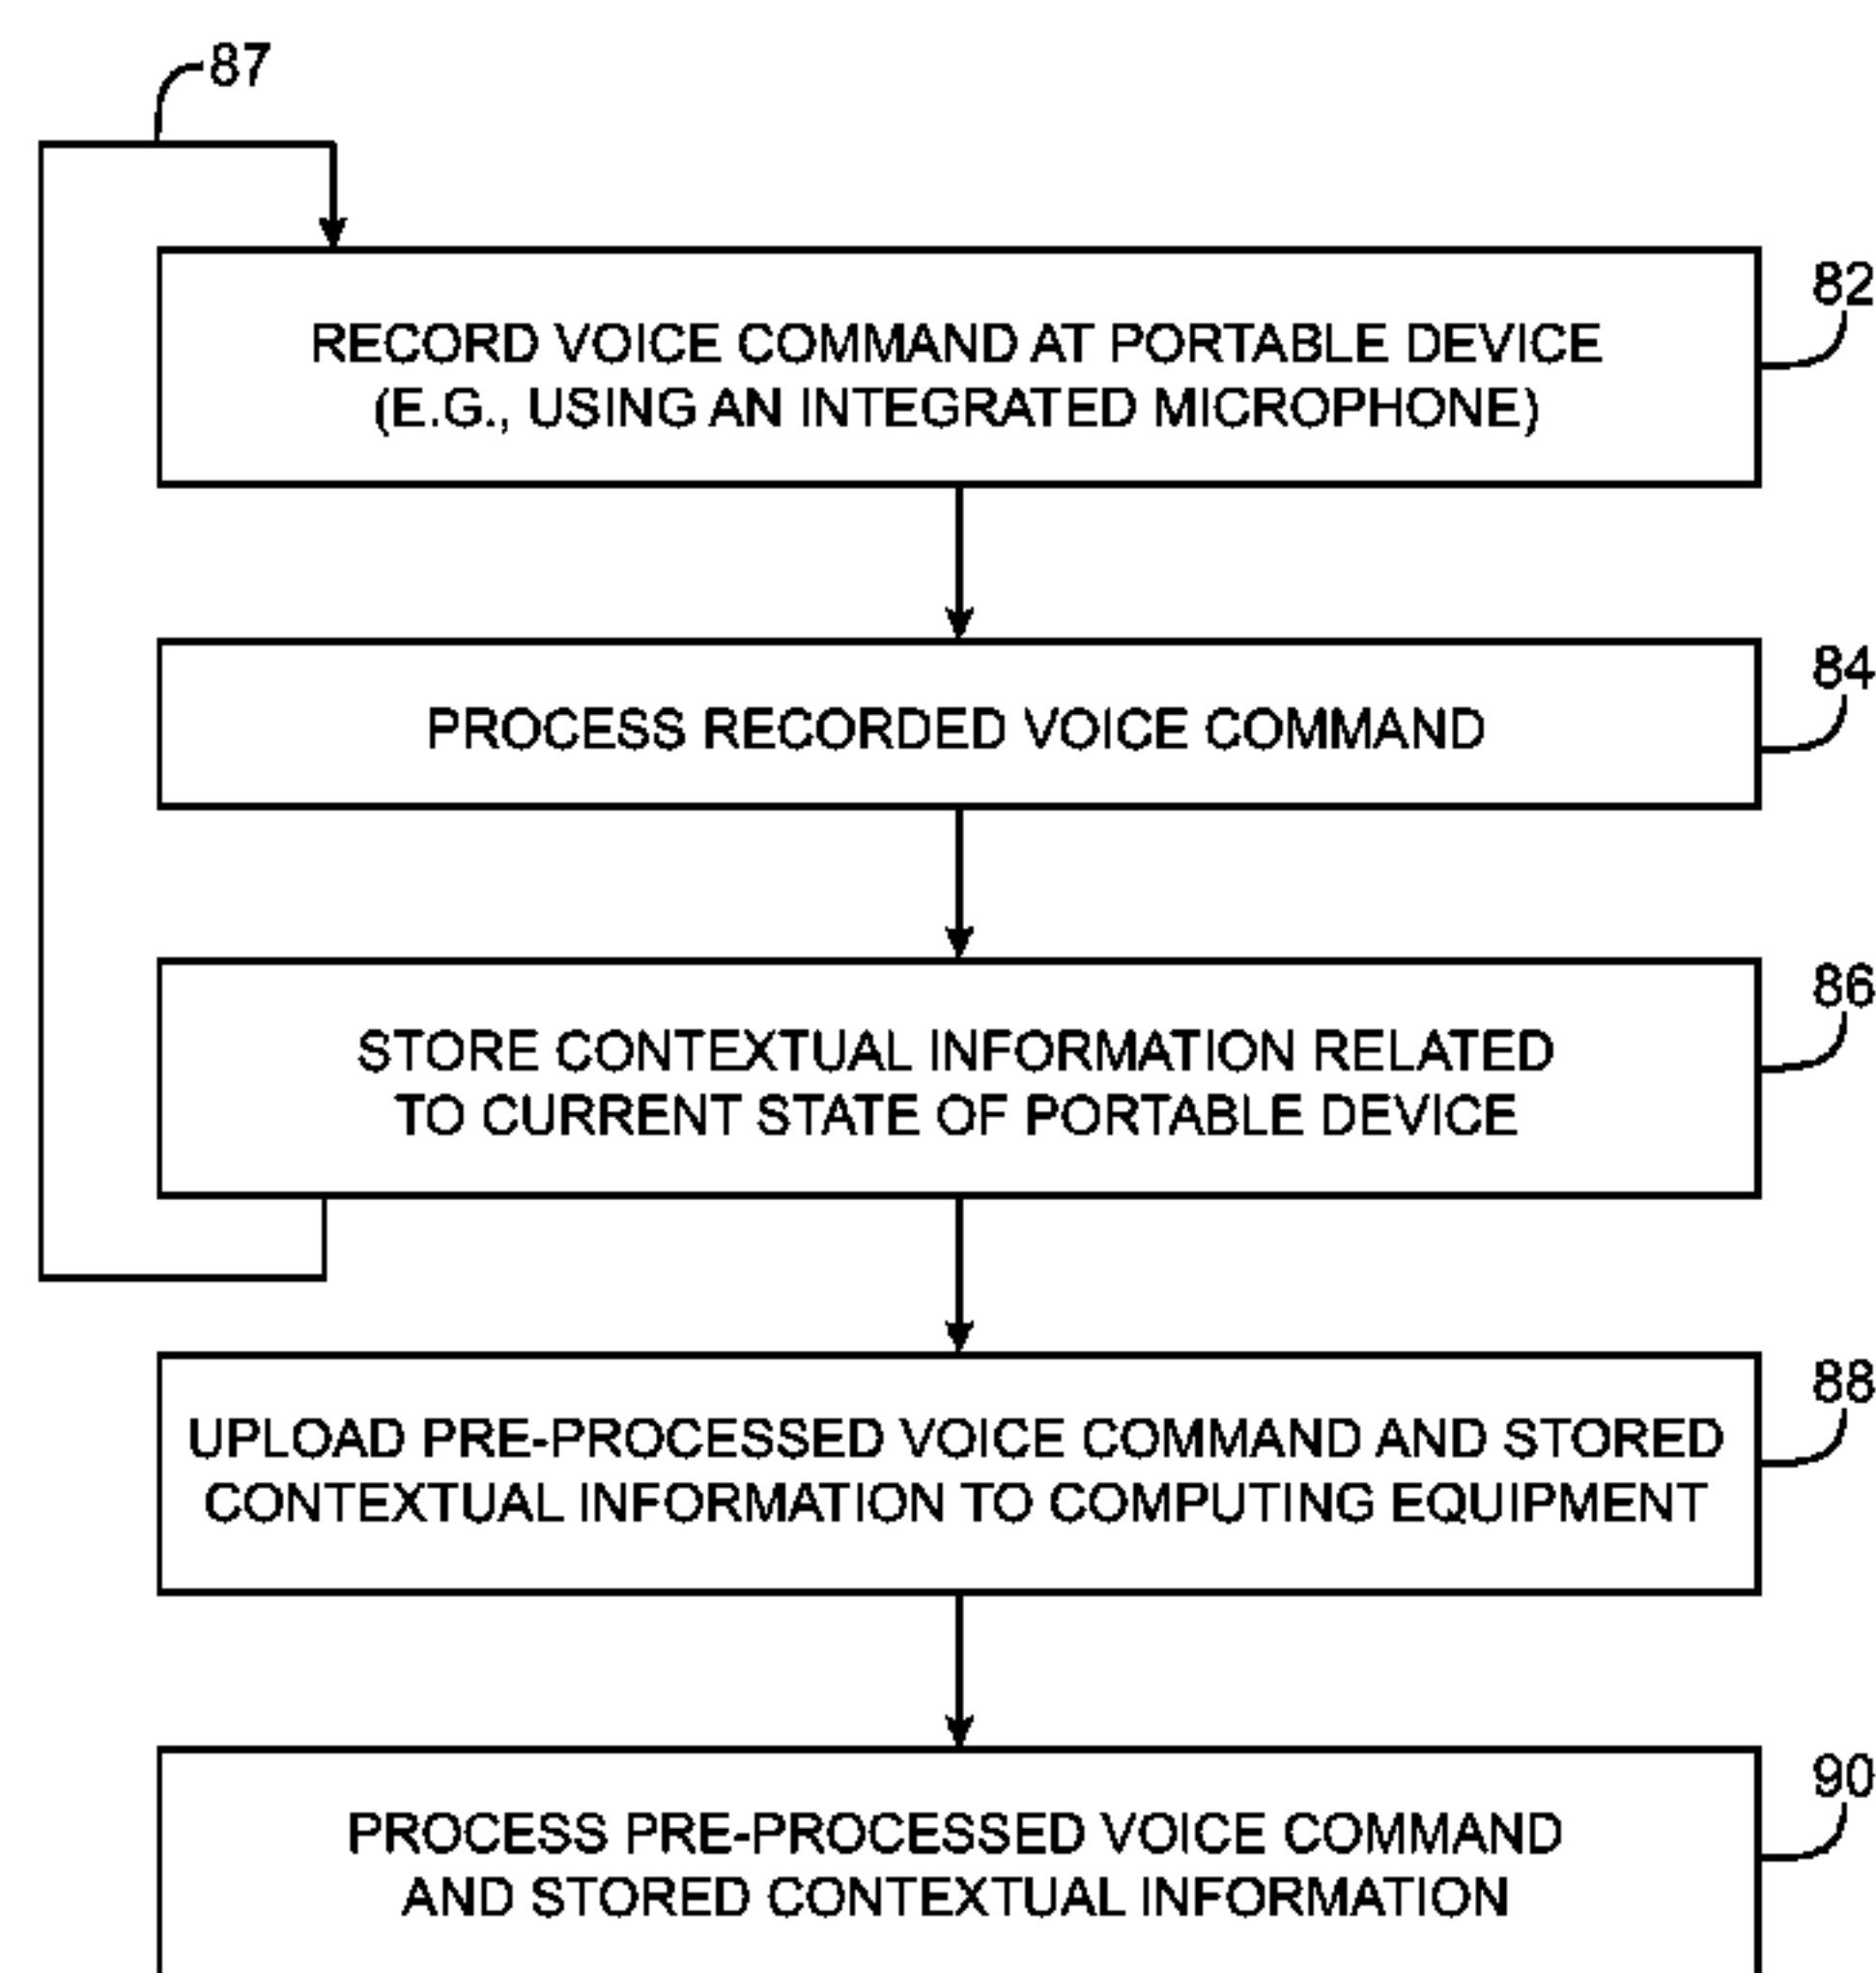 87
82
RECORD VOICE COMMAND AT PORTABLE DEVICE
(E.G., USING AN INTEGRATED MICROPHONE)
84
PROCESS RECORDED VOICE COMMAND
86
STORE CONTEXTUAL INFORMATION RELATED
TO CURRENT STATE OF PORTABLE DEVICE
88
UPLOAD PRE-PROCESSED VOICE COMMAND AND STORED
CONTEXTUAL INFORMATION TO COMPUTING EQUIPMENT
90
PROCESS PRE-PROCESSED VOICE COMMAND
AND STORED CONTEXTUAL INFORMATION